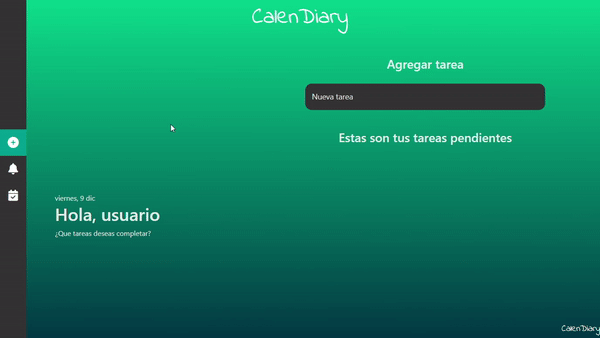 CalenDiary
Agregar tarea
Nueva tarea
Estas son tus tareas pendientes
viernes, 9 dic
Hola, usuario
¿Que tareas deseas completar?
CalenDiary